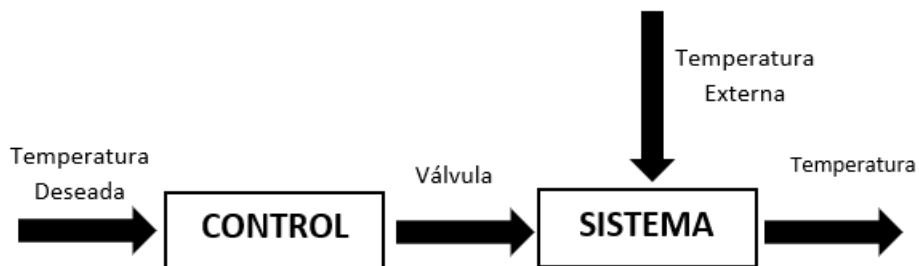 Temperatura
Externa
Temperatura
Deseada
Válvula
Temperatura
CONTROL
SISTEMA